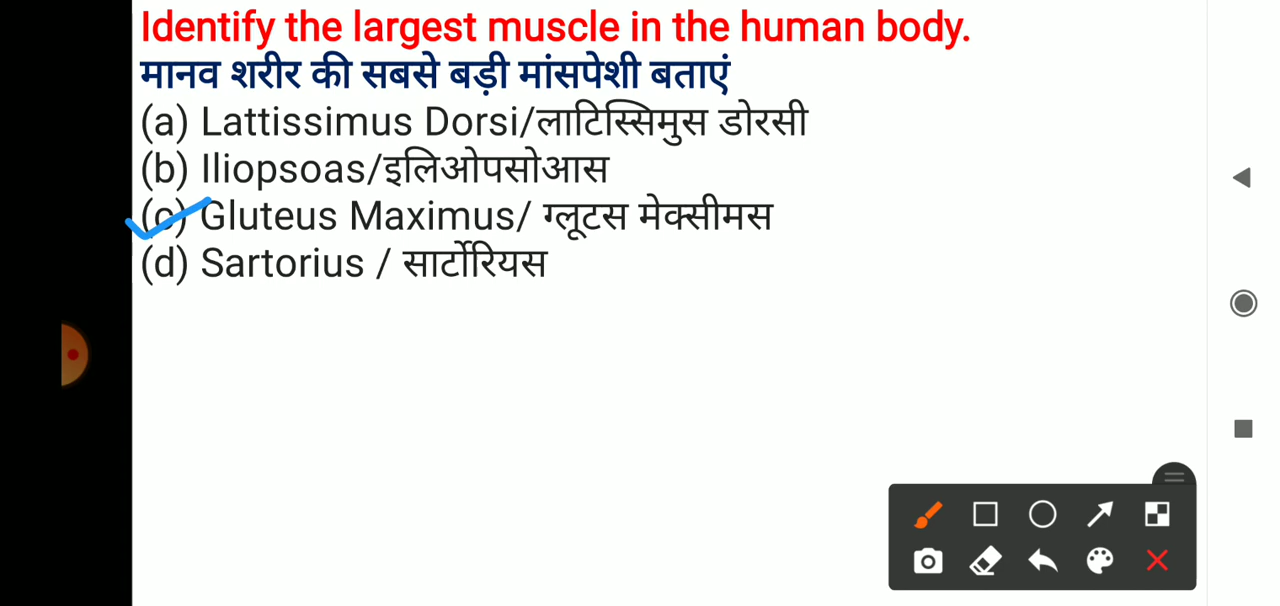 Identify the largest muscle in the human body.
मानव शरीर की सबसे बड़ी मांसपेशी बताएं
(a) Lattissimus Dorsi/लाटिस्सिमुस डोरसी
(b) Iliopsoas/इलिओपसोआस
(c) Gluteus Maximus/ ग्लूटस मेक्सीमस
(d) Sartorius / सार्टोरियस